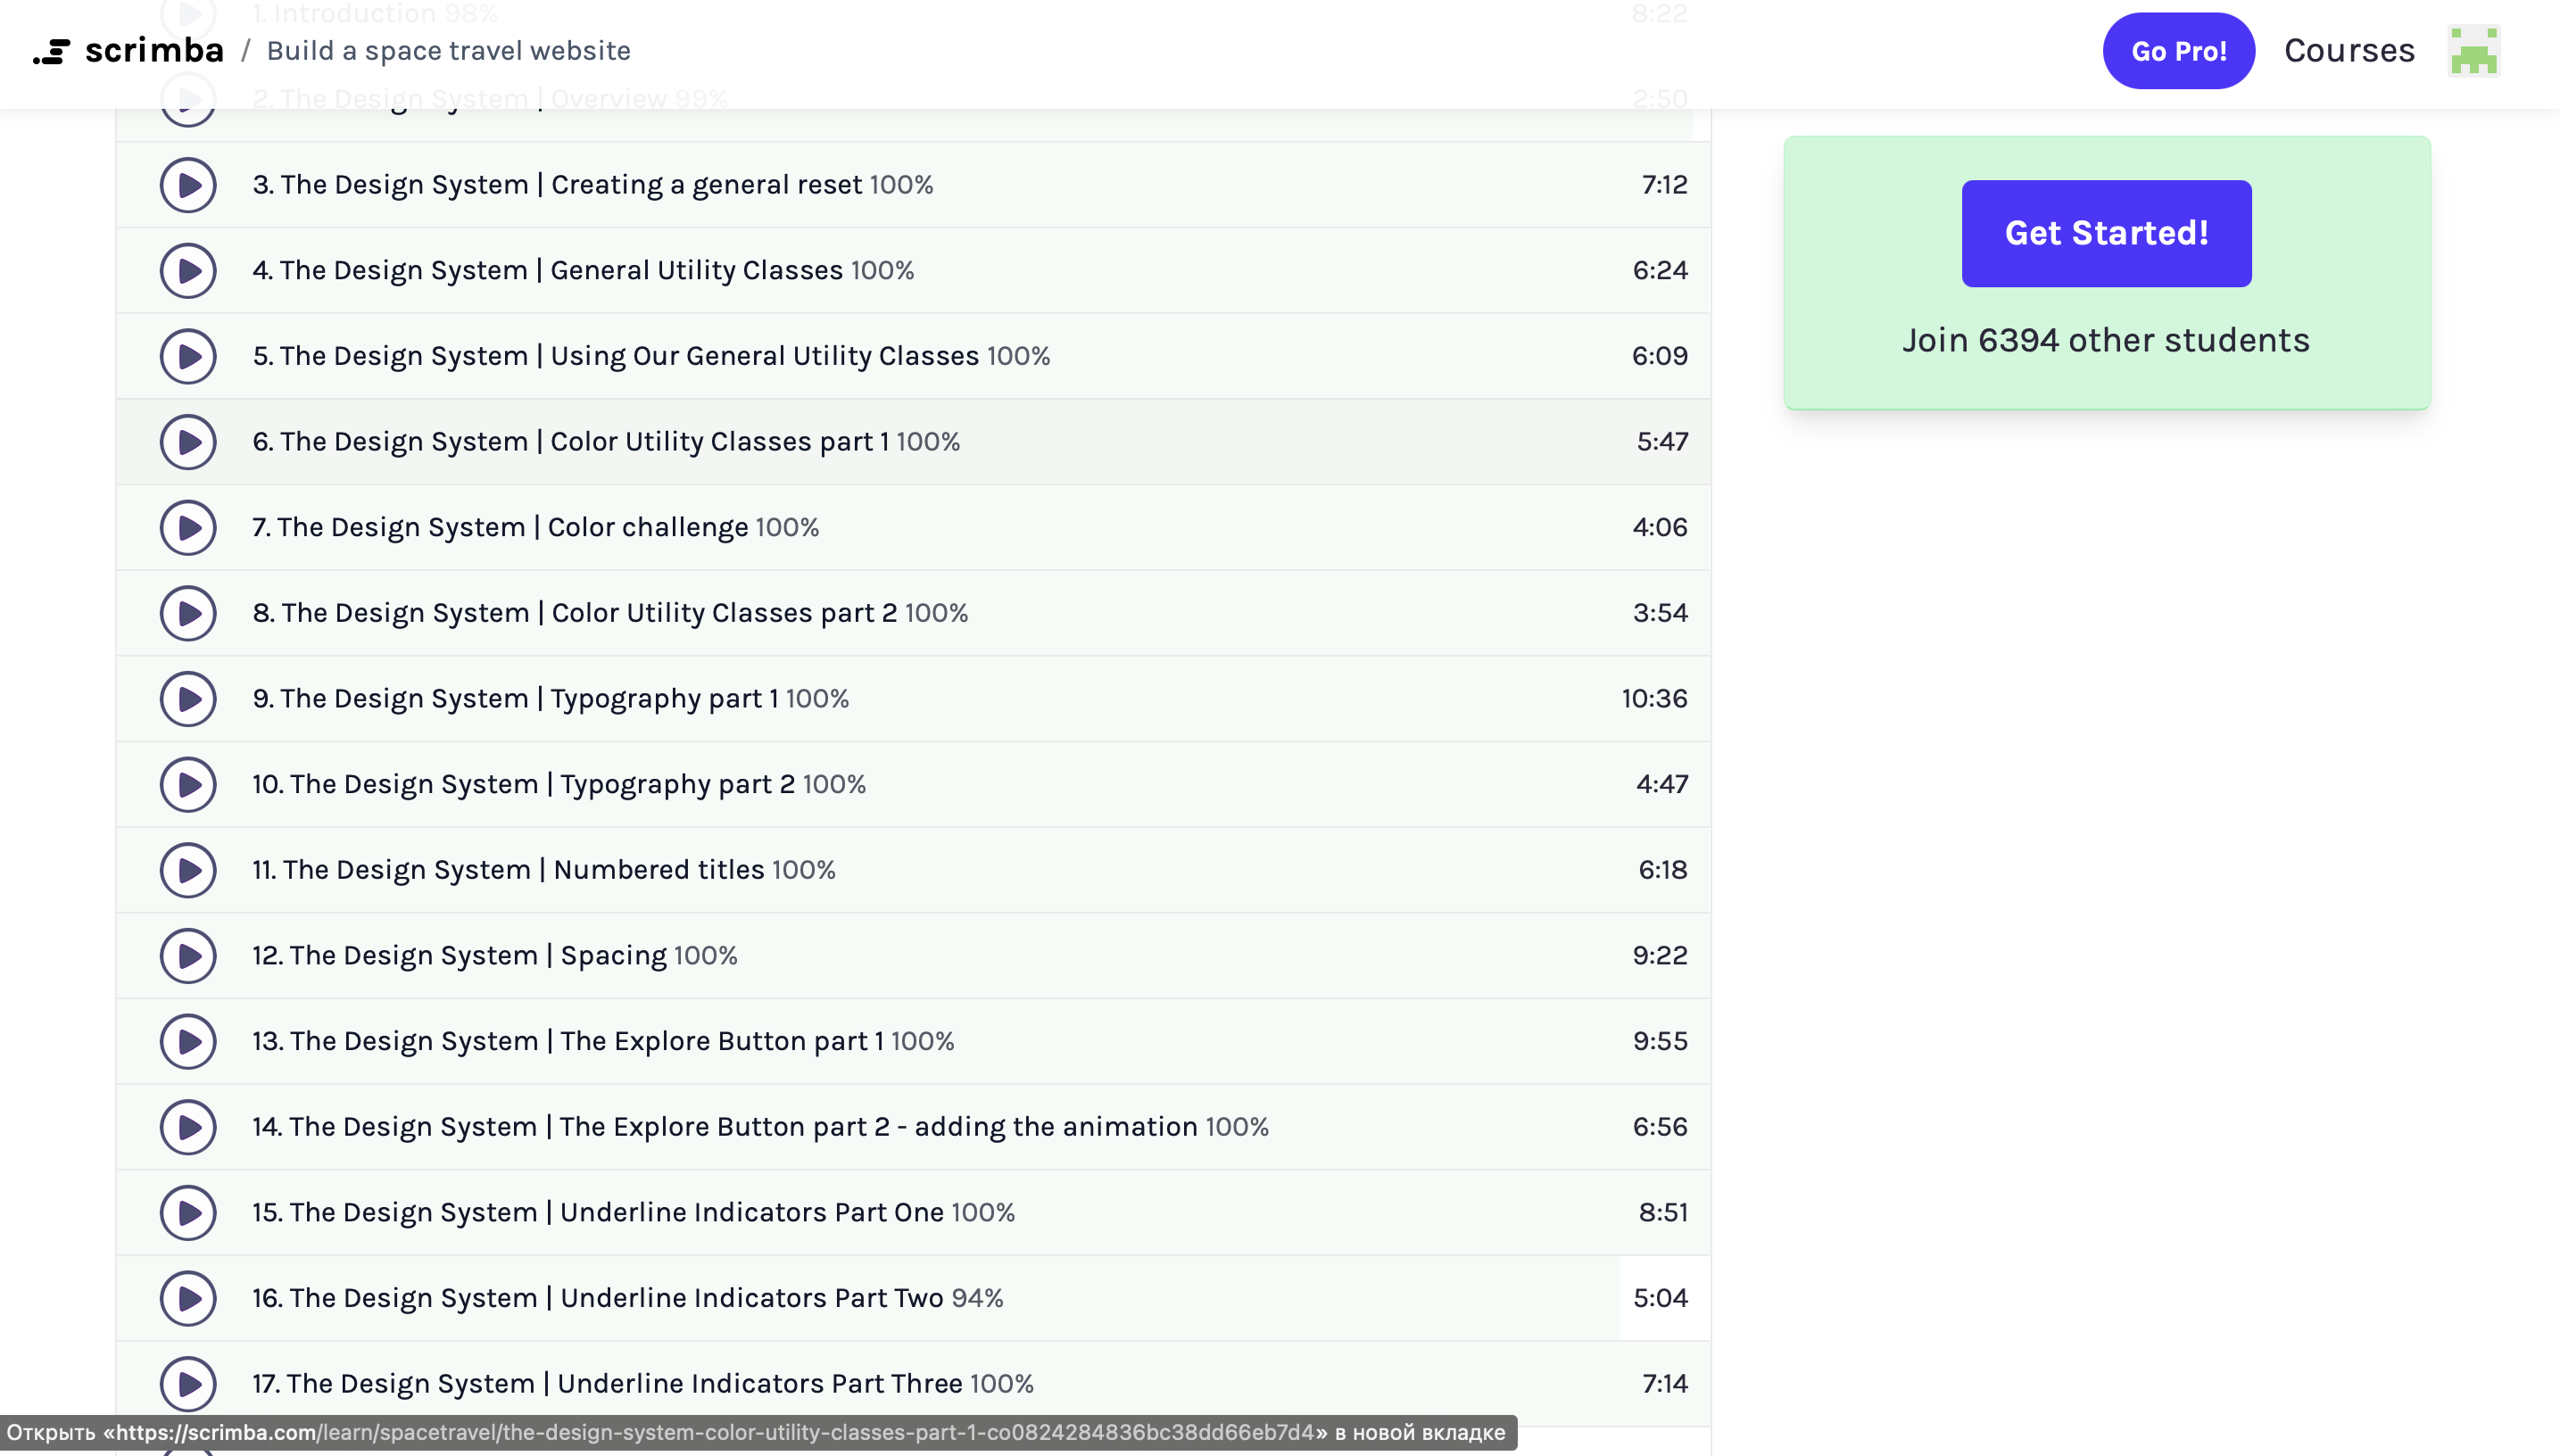 1. Introduction 98% 8:22
scrimba / Build a space travel website Go Pro! Courses
2. The Design System | Overview 99% 2:50
3. The Design System | Creating a general reset 100% 7:12
Get Started!
4. The Design System | General Utility Classes 100% 6:24
Join 6394 other students
5. The Design System | Using Our General Utility Classes 100% 6:09
6. The Design System | Color Utility Classes part 1 100% 5:47
7. The Design System | Color challenge 100% 4:06
8. The Design System | Color Utility Classes part 2 100% 3:54
9. The Design System | Typography part 1 100% 10:36
10. The Design System | Typography part 2 100% 4:47
11. The Design System | Numbered titles 100% 6:18
12. The Design System | Spacing 100% 9:22
13. The Design System | The Explore Button part 1 100% 9:55
14. The Design System | The Explore Button part 2 - adding the animation 100% 6:56
15. The Design System | Underline Indicators Part One 100% 8:51
16. The Design System | Underline Indicators Part Two 94% 5:04
17. The Design System | Underline Indicators Part Three 100% 7:14
Открыть «https://scrimba.com/learn/spacetravel/the-design-system-color-utility-classes-part-1-co0824284836bc38dd66eb7d4» в новой вкладке